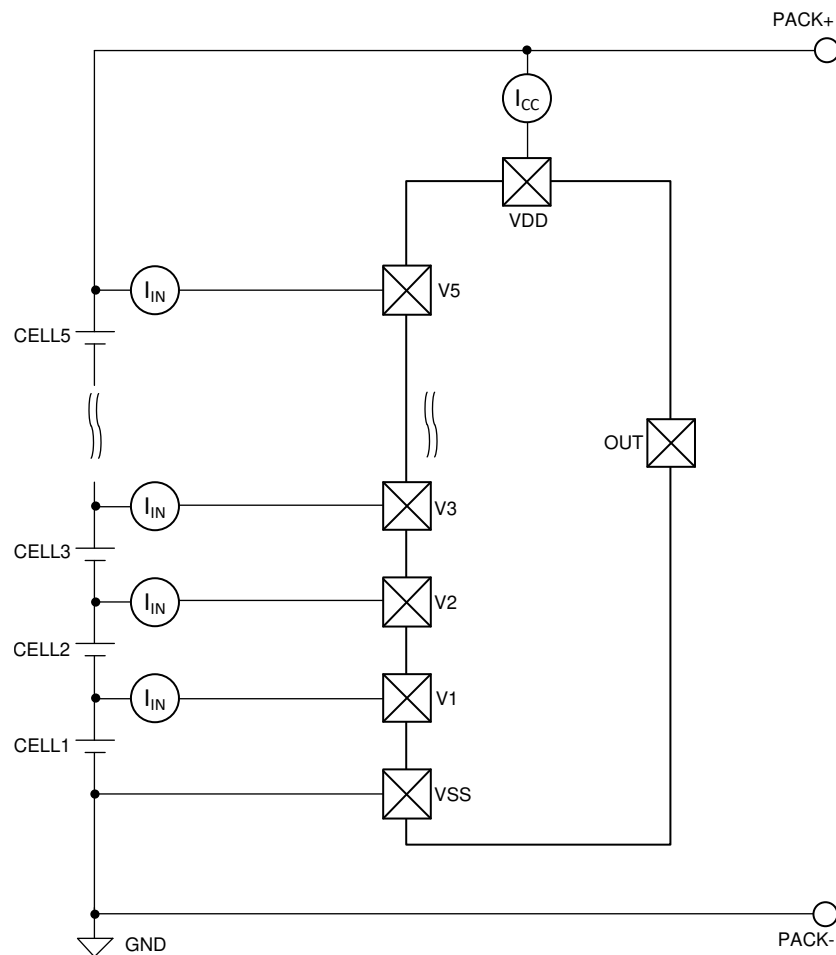 PACK+
ICC
VDD
IIN
V5
CELL5
OUT
IIN
V3
CELL3
IIN
V2
CELL2
IIN
V1
CELL1
VSS
GND
PACK-